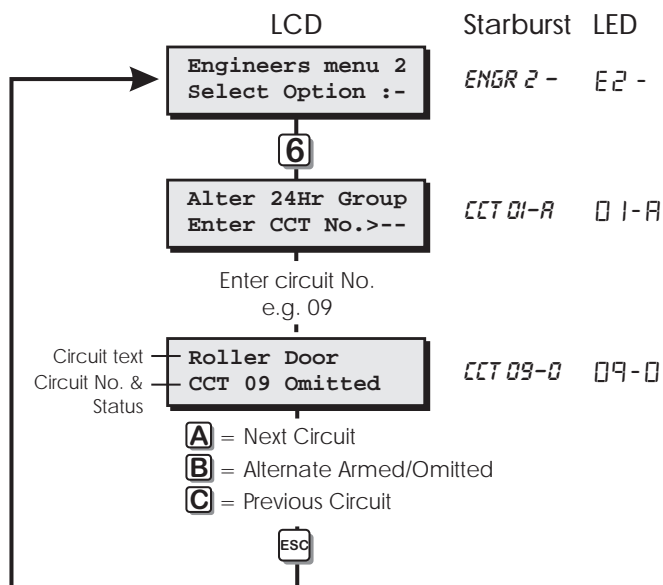 LCD Starburst LED
Engineers menu 2
Select Option :-
ENGR 2 - E2 -
6
Alter 24Hr Group
Enter CCT No.>--
CCT 01-A 01-A
Enter circuit No.
e.g. 09
Circuit text
Circuit No. &
Status
Roller Door
CCT 09 Omitted
CCT 09-O 09-O
A = Next Circuit
B = Alternate Armed/Omitted
C = Previous Circuit
ESC